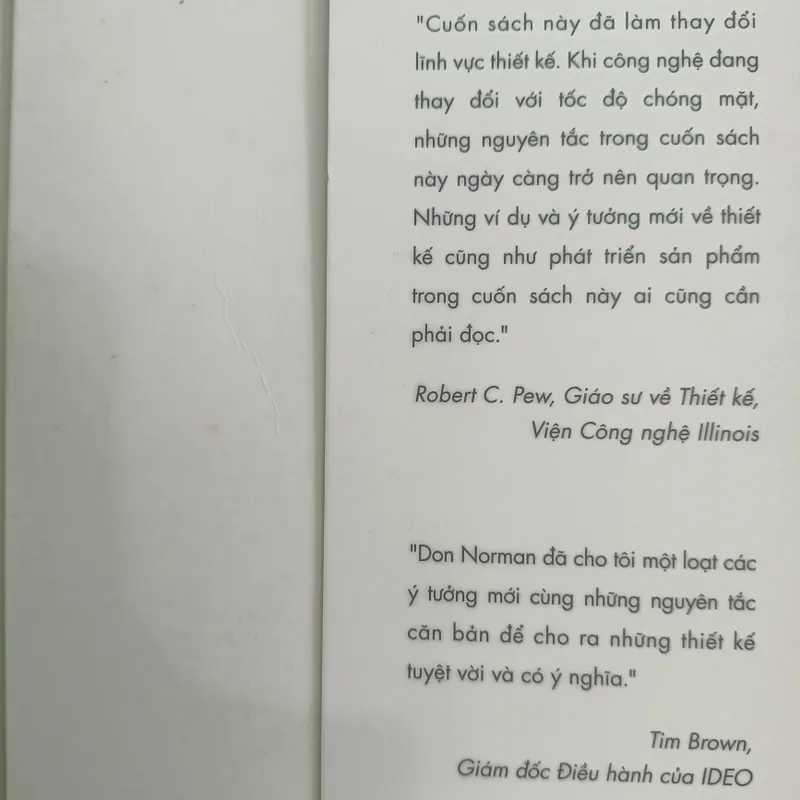 "Cuốn sách này đã làm thay đổi
lĩnh vực thiết kế. Khi công nghệ đang
thay đổi với tốc độ chóng mặt,
những nguyên tắc trong cuốn sách
này ngày càng trở nên quan trọng.
Những ví dụ và ý tưởng mới về thiết
kế cũng như phát triển sản phẩm
trong cuốn sách này ai cũng cần
phải đọc."
Robert C. Pew, Giáo sư về Thiết kế,
Viện Công nghệ Illinois
"Don Norman đã cho tôi một loạt các
ý tưởng mới cùng những nguyên tắc
căn bản để cho ra những thiết kế
tuyệt vời và có ý nghĩa."
Tim Brown,
Giám đốc Điều hành của IDEO